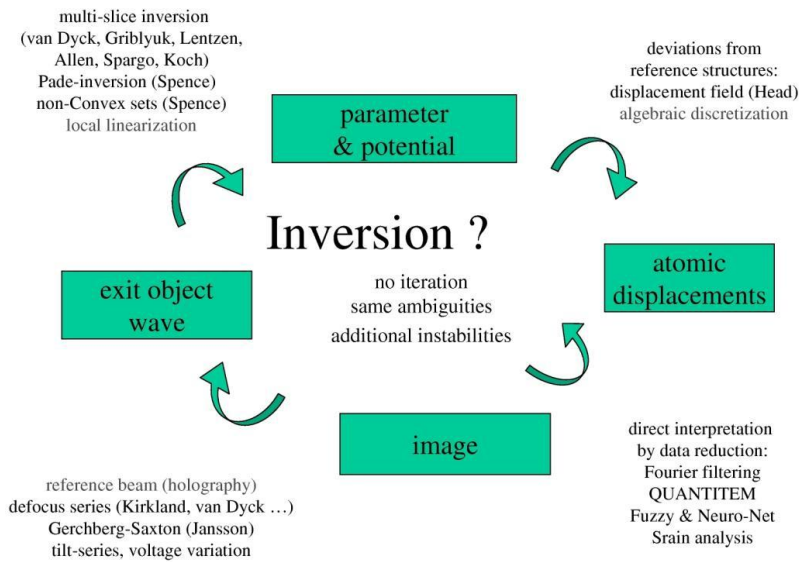 multi-slice inversion
(van Dyck, Griblyuk, Lentzen,
Allen, Spargo, Koch)
Pade-inversion (Spence)
non-Convex sets (Spence)
local linearization
parameter
& potential
deviations from
reference structures:
displacement field (Head)
algebraic discretization
Inversion ?
no iteration
same ambiguities
additional instabilities
exit object
wave
atomic
displacements
image
reference beam (holography)
defocus series (Kirkland, van Dyck …)
Gerchberg-Saxton (Jansson)
tilt-series, voltage variation
direct interpretation
by data reduction:
Fourier filtering
QUANTITEM
Fuzzy & Neuro-Net
Srain analysis